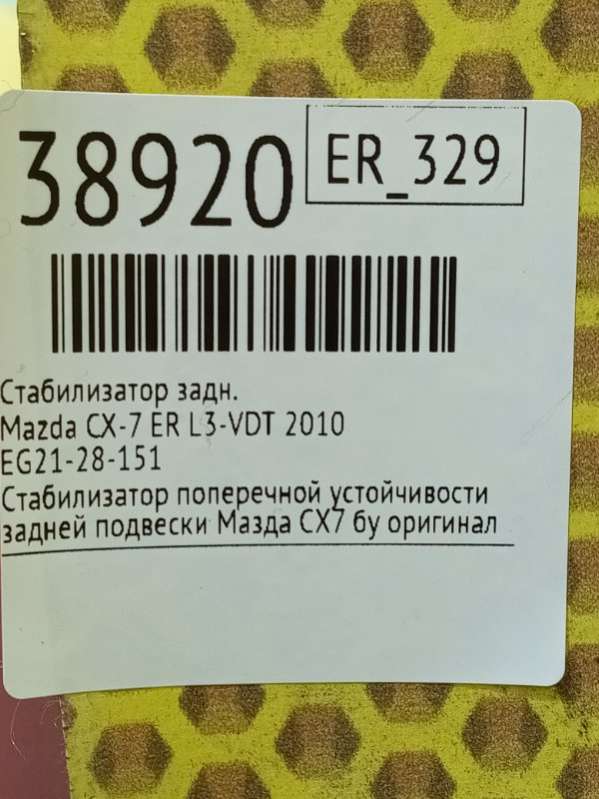 38920
ER_329
Стабилизатор задн.
Mazda CX-7 ER L3-VDT 2010
EG21-28-151
Стабилизатор поперечной устойчивости
задней подвески Мазда СХ7 бу оригинал